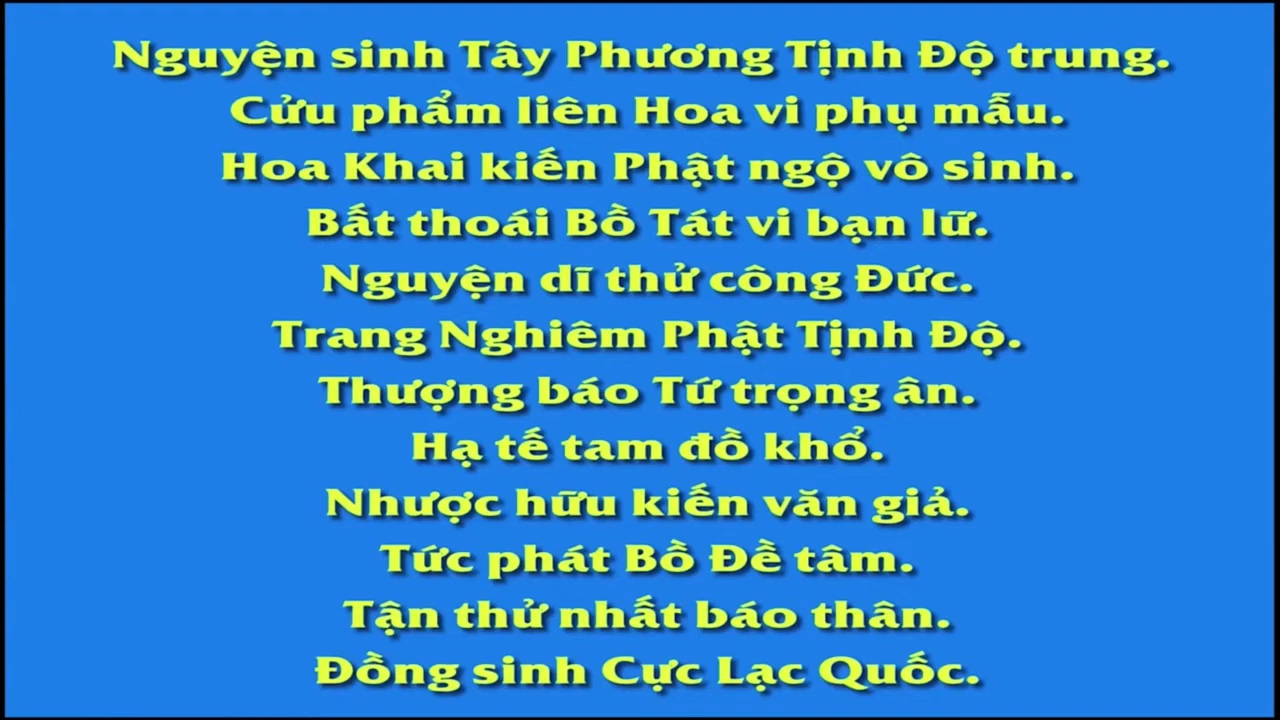 Nguyện sinh Tây Phương Tịnh Độ trung.
Cửu phẩm liên Hoa vi phụ mẫu.
Hoa Khai kiến Phật ngộ vô sinh.
Bất thoái Bồ Tát vi bạn lữ.
Nguyện dĩ thử công Đức.
Trang Nghiêm Phật Tịnh Độ.
Thượng báo Tứ trọng ân.
Hạ tế tam đồ khổ.
Nhược hữu kiến văn giả.
Tức phát Bồ Đề tâm.
Tận thử nhất báo thân.
Đồng sinh Cực Lạc Quốc.